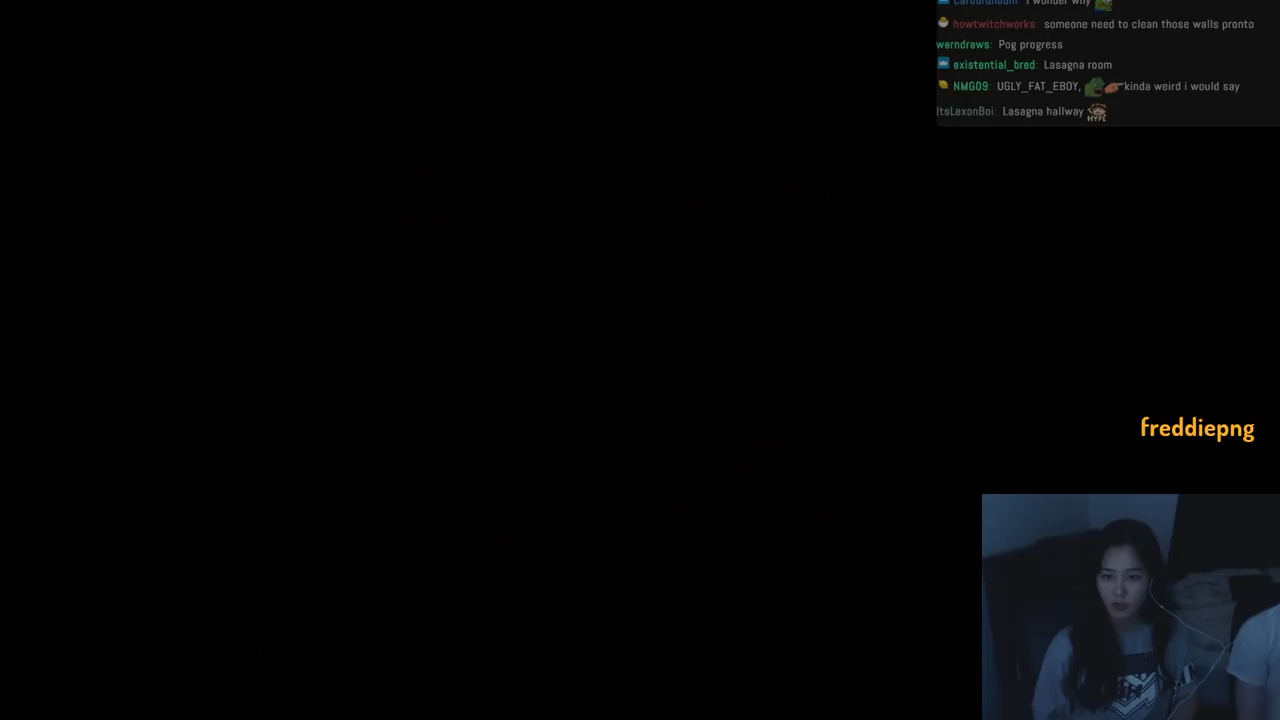 howtwitchworks: someone need to clean those walls pronto
werndraws: Pog progress
existential_bred: Lasagna room
NMG09: UGLY_FAT_EBOY, kinda weird i would say
ItsLexonBoi: Lasagna hallway
HYPE
freddiepng